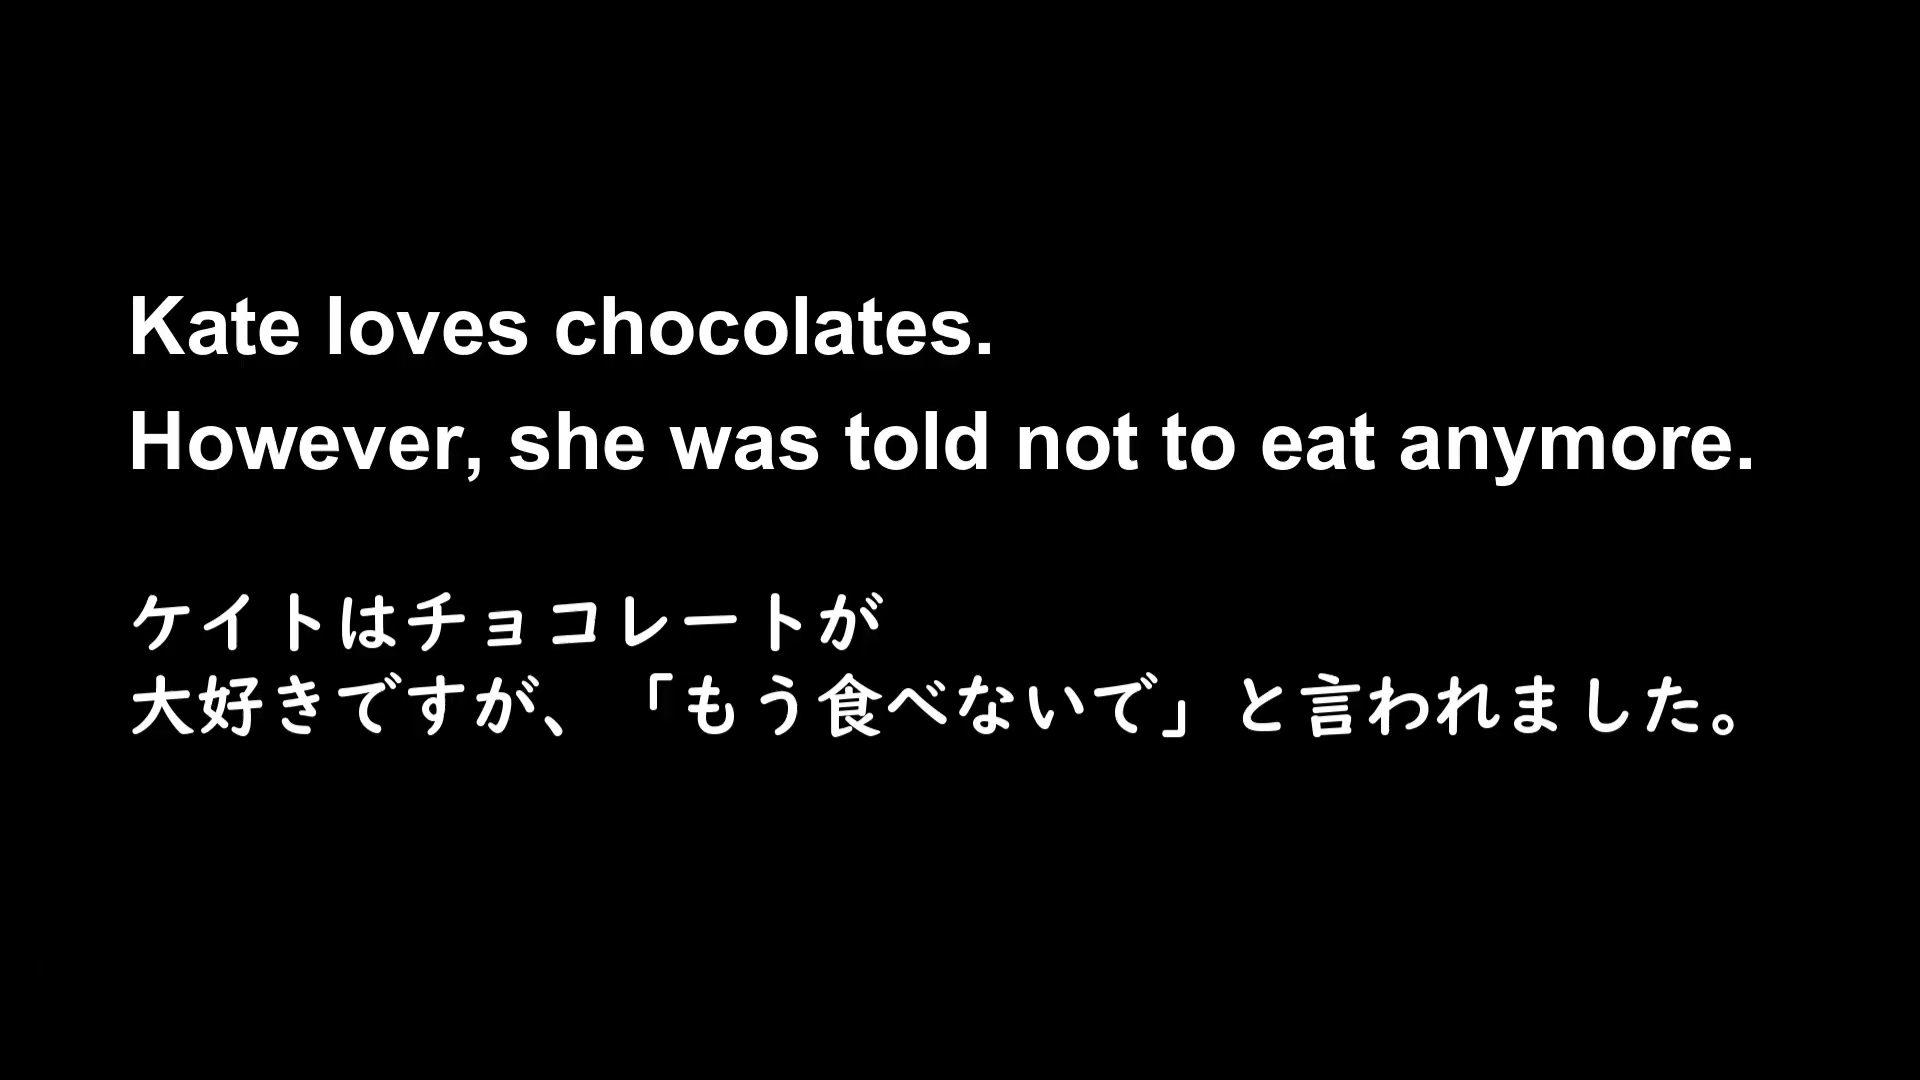 Kate loves chocolates.
However, she was told not to eat anymore.
ケイトはチョコレートが
大好きですが、「もう食べないで」と言われました。